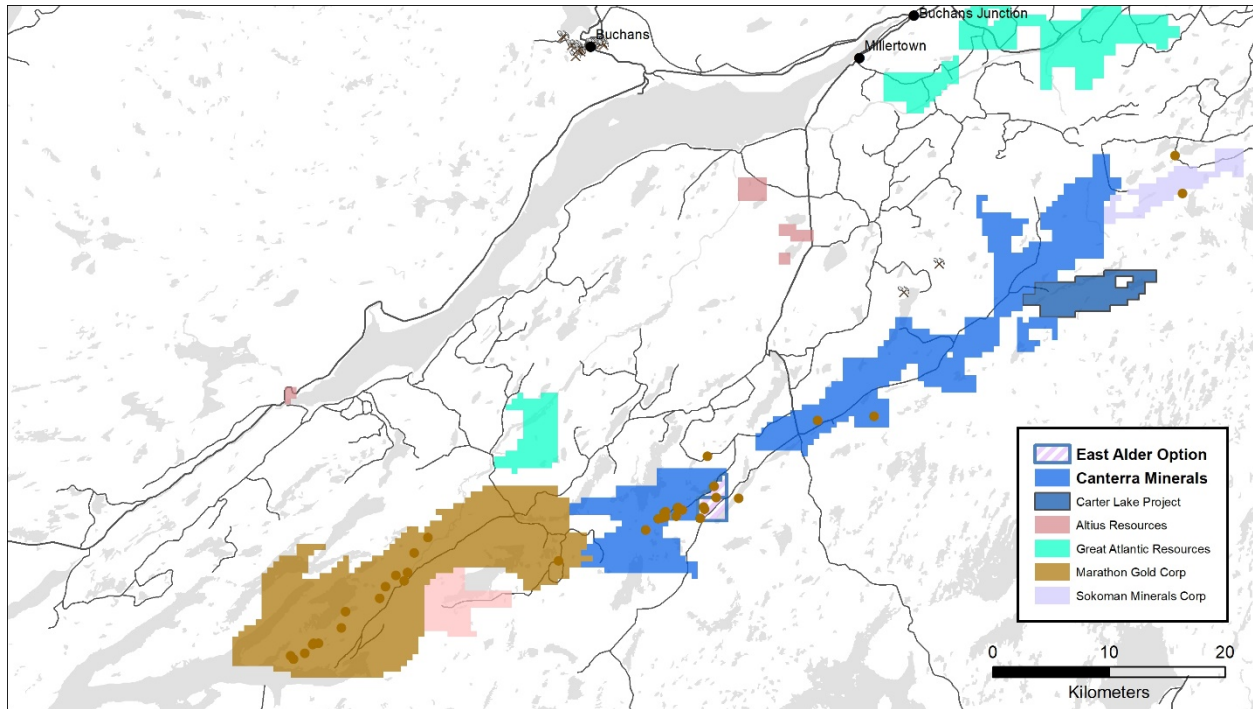 Buchans Junction
Buchans
Millertown
East Alder Option
Canterra Minerals
Carter Lake Project
Altius Resources
Great Atlantic Resources
Marathon Gold Corp
Sokoman Minerals Corp
0 10 20
Kilometers